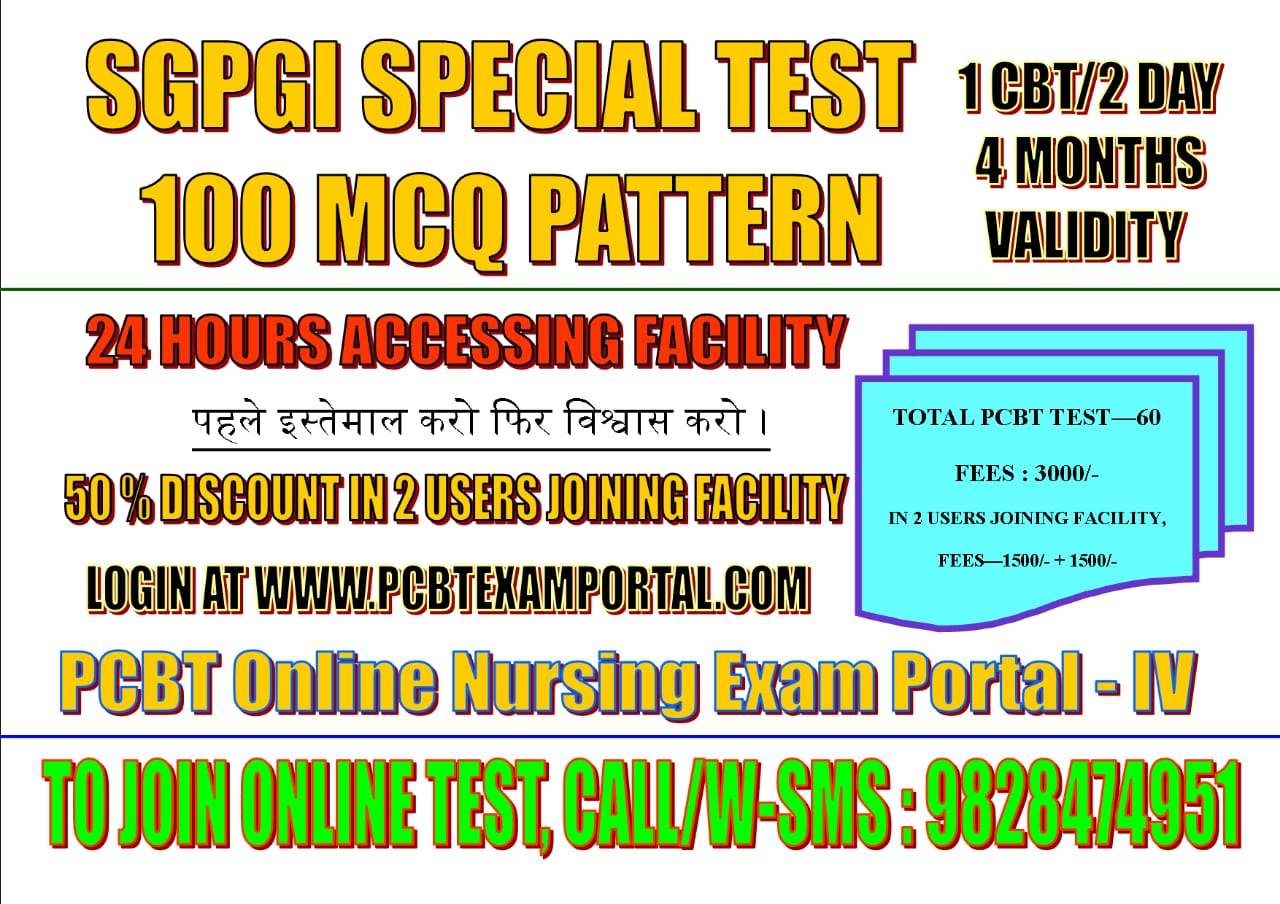 SGPGI SPECIAL TEST
100 MCQ PATTERN
1 CBT/2 DAY
4 MONTHS
VALIDITY
24 HOURS ACCESSING FACILITY
पहले इस्तेमाल करो फिर विश्वास करो ।
50 % DISCOUNT IN 2 USERS JOINING FACILITY
LOGIN AT WWW.PCBTEXAMPORTAL.COM
TOTAL PCBT TEST—60
FEES : 3000/-
IN 2 USERS JOINING FACILITY,
FEES—1500/- + 1500/-
PCBT Online Nursing Exam Portal - IV
TO JOIN ONLINE TEST, CALL/W-SMS : 9828474951